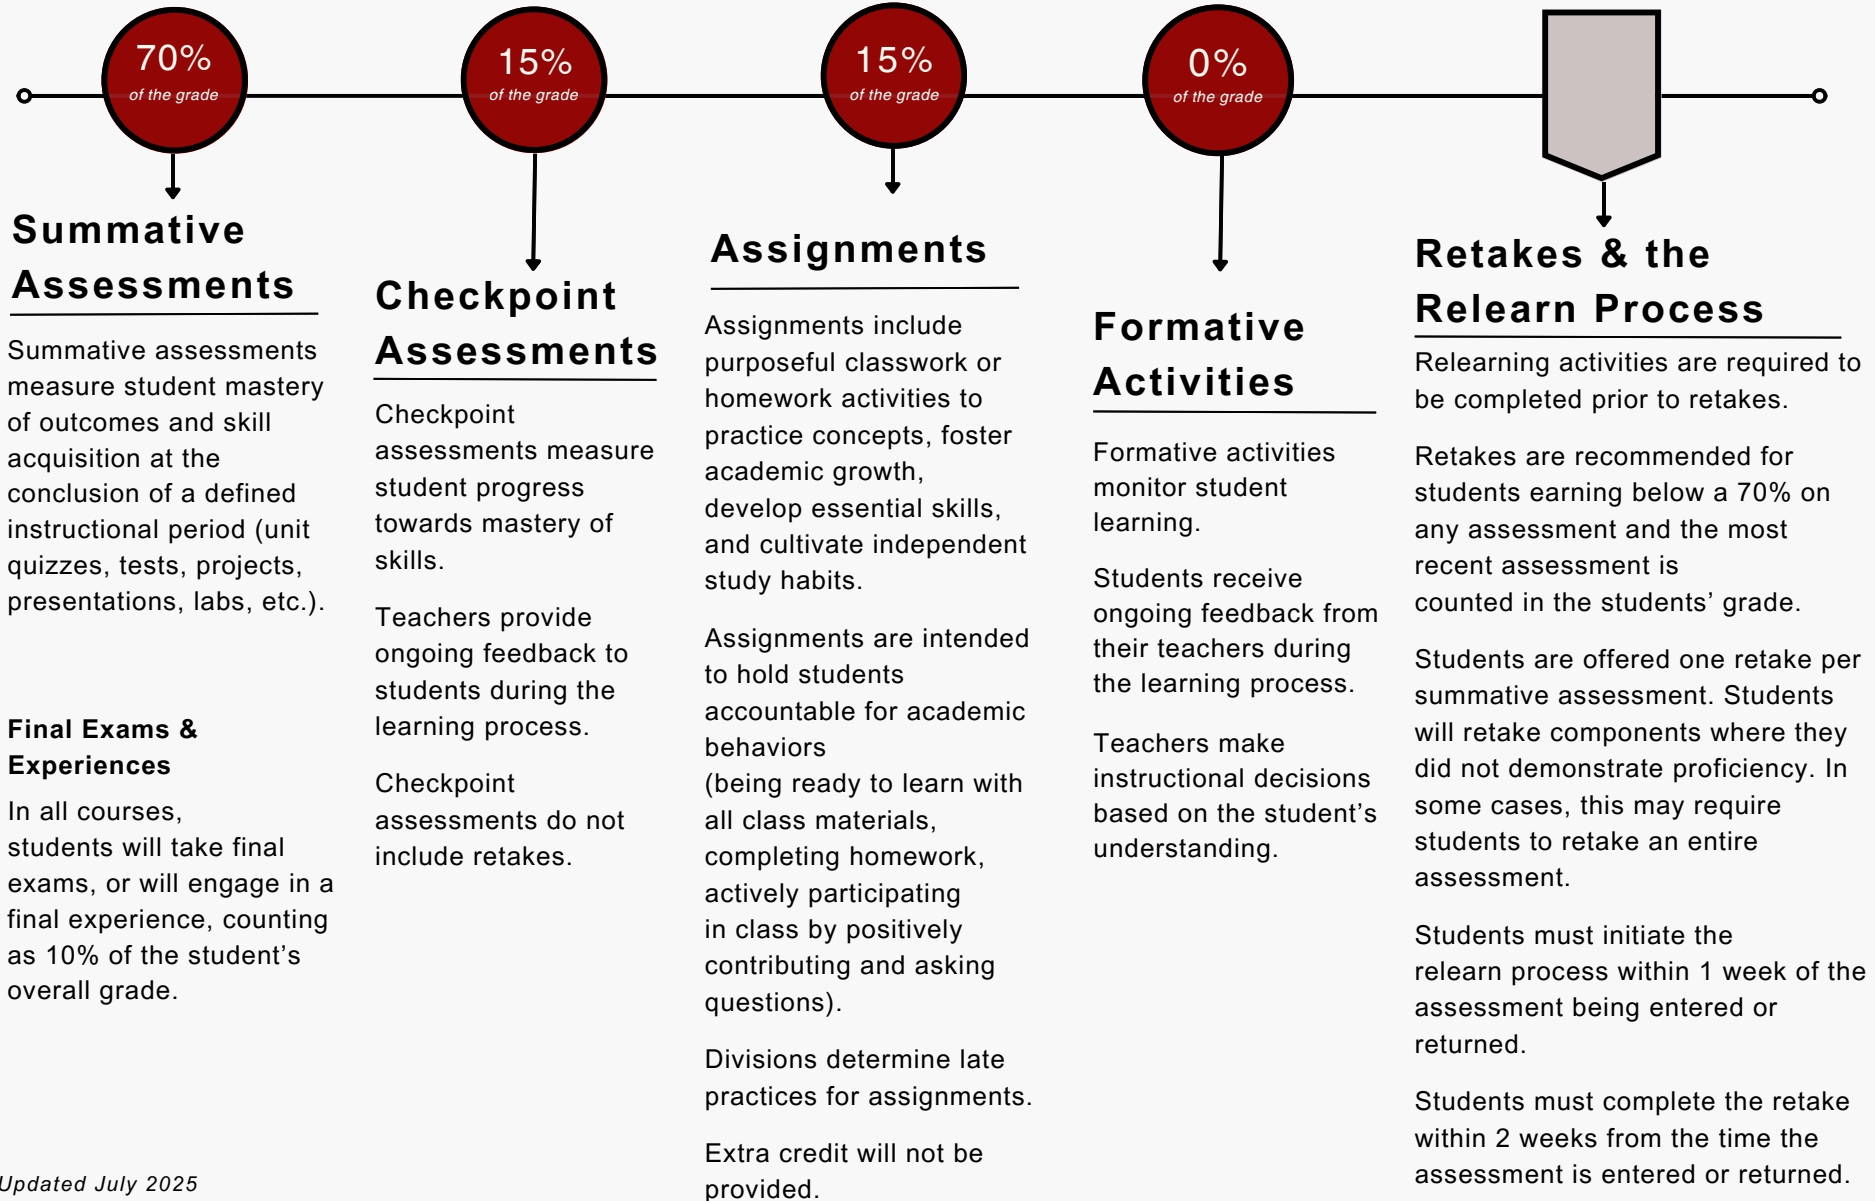 70%
of the grade
15%
of the grade
15%
of the grade
0%
of the grade
Summative
Assessments
Summative assessments
measure student mastery
of outcomes and skill
acquisition at the
conclusion of a defined
instructional period (unit
quizzes, tests, projects,
presentations, labs, etc.).
Final Exams &
Experiences
In all courses,
students will take final
exams, or will engage in a
final experience, counting
as 10% of the student’s
overall grade.
Updated July 2025
Checkpoint
Assessments
Checkpoint
assessments measure
student progress
towards mastery of
skills.
Teachers provide
ongoing feedback to
students during the
learning process.
Checkpoint
assessments do not
include retakes.
Assignments
Assignments include
purposeful classwork or
homework activities to
practice concepts, foster
academic growth,
develop essential skills,
and cultivate independent
study habits.
Assignments are intended
to hold students
accountable for academic
behaviors
(being ready to learn with
all class materials,
completing homework,
actively participating
in class by positively
contributing and asking
questions).
Divisions determine late
practices for assignments.
Extra credit will not be
provided.
Formative
Activities
Formative activities
monitor student
learning.
Students receive
ongoing feedback from
their teachers during
the learning process.
Teachers make
instructional decisions
based on the student’s
understanding.
Retakes & the
Relearn Process
Relearning activities are required to
be completed prior to retakes.
Retakes are recommended for
students earning below a 70% on
any assessment and the most
recent assessment is
counted in the students’ grade.
Students are offered one retake per
summative assessment. Students
will retake components where they
did not demonstrate proficiency. In
some cases, this may require
students to retake an entire
assessment.
Students must initiate the
relearn process within 1 week of the
assessment being entered or
returned.
Students must complete the retake
within 2 weeks from the time the
assessment is entered or returned.